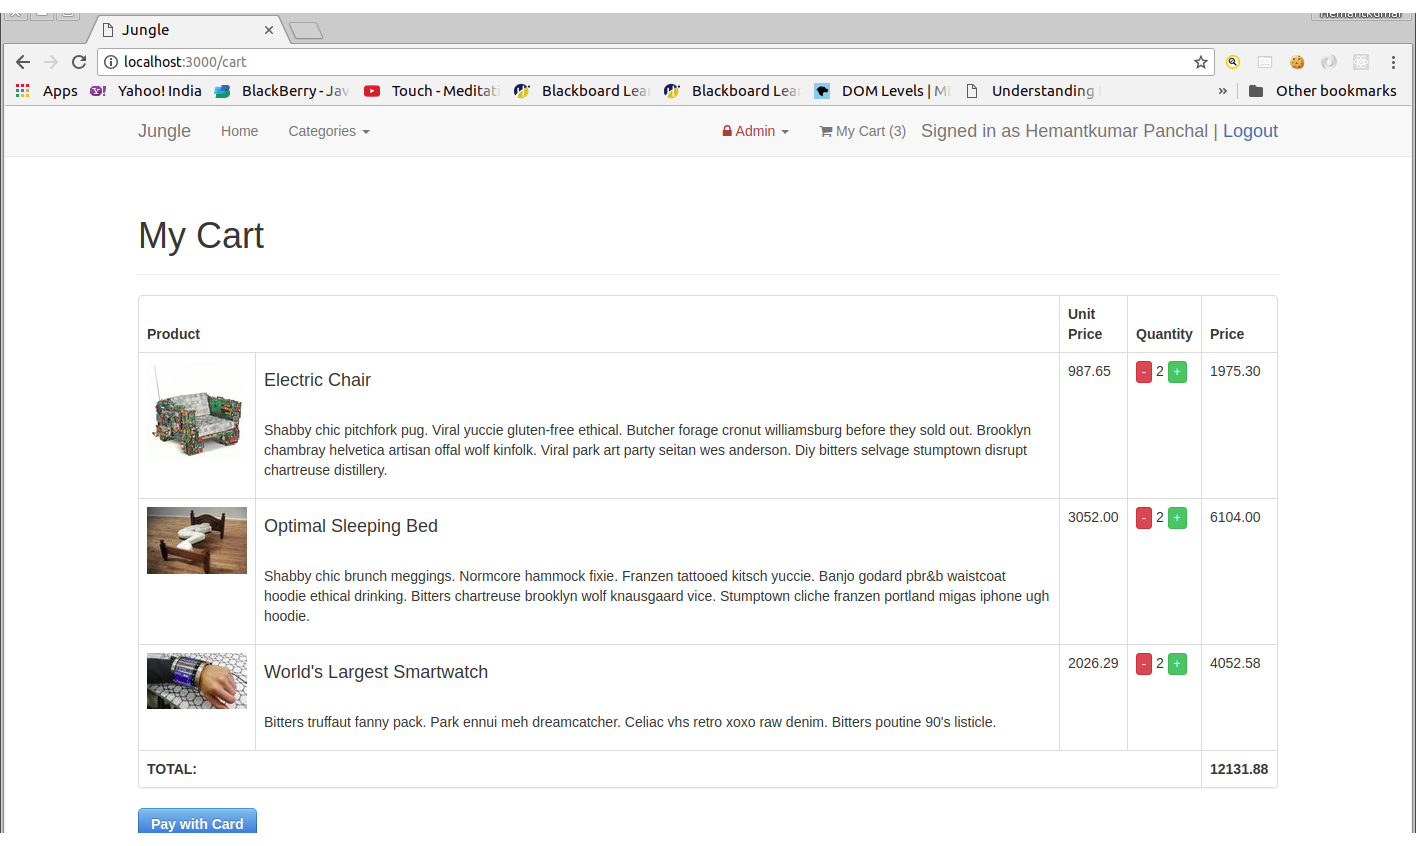 Hemantkumar
Jungle
localhost:3000/cart
Apps Yahoo! India BlackBerry - Jav Touch - Meditati Blackboard Lear Blackboard Lear DOM Levels | M Understanding » Other bookmarks
Jungle Home Categories Admin My Cart (3) Signed in as Hemantkumar Panchal | Logout
My Cart
Product Unit Price Quantity Price
Electric Chair 987.65 - 2 + 1975.30
Shabby chic pitchfork pug. Viral yuccie gluten-free ethical. Butcher forage cronut williamsburg before they sold out. Brooklyn
chambray helvetica artisan offal wolf kinfolk. Viral park art party seitan wes anderson. Diy bitters selvage stumptown disrupt
chartreuse distillery.
Optimal Sleeping Bed 3052.00 - 2 + 6104.00
Shabby chic brunch meggings. Normcore hammock fixie. Franzen tattooed kitsch yuccie. Banjo godard pbr&b waistcoat
hoodie ethical drinking. Bitters chartreuse brooklyn wolf knausgaard vice. Stumptown cliche franzen portland migas iphone ugh
hoodie.
World's Largest Smartwatch 2026.29 - 2 + 4052.58
Bitters truffaut fanny pack. Park ennui meh dreamcatcher. Celiac vhs retro xoxo raw denim. Bitters poutine 90's listicle.
TOTAL: 12131.88
Pay with Card